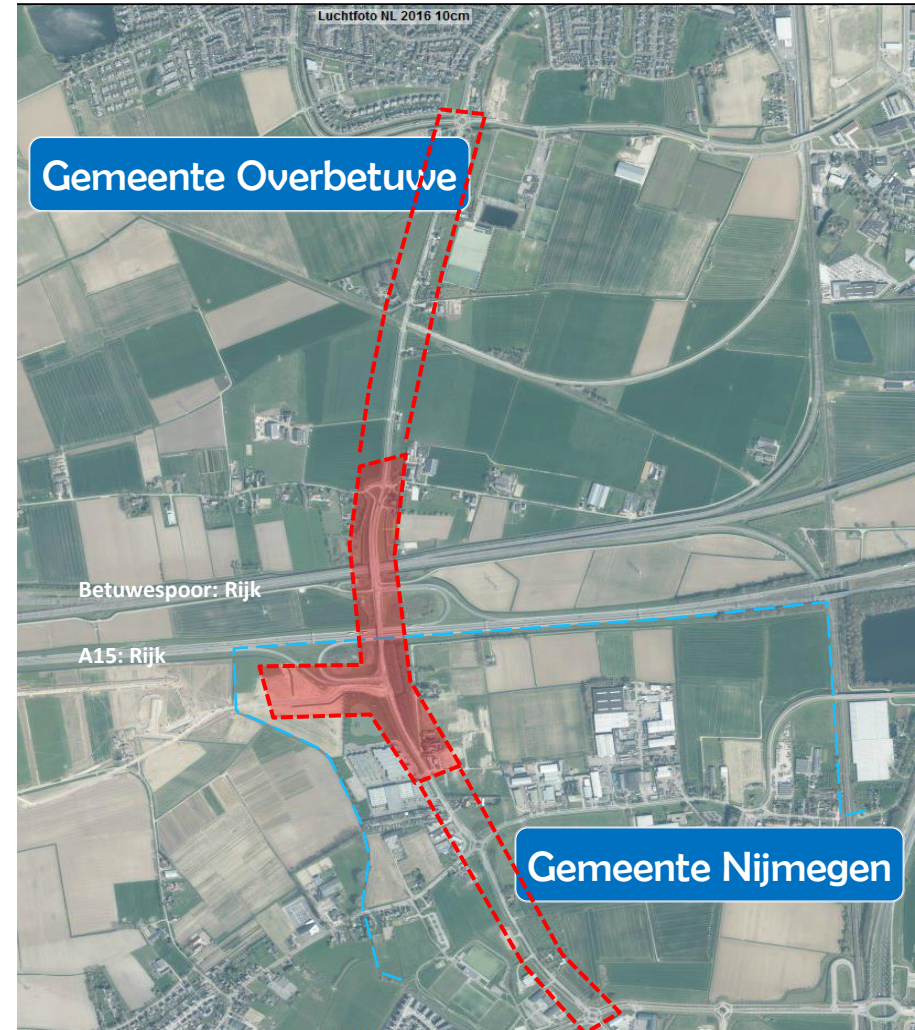 Luchtfoto NL 2016 10cm
Gemeente Overbetuwe
Betuwespoor: Rijk
A15: Rijk
Gemeente Nijmegen